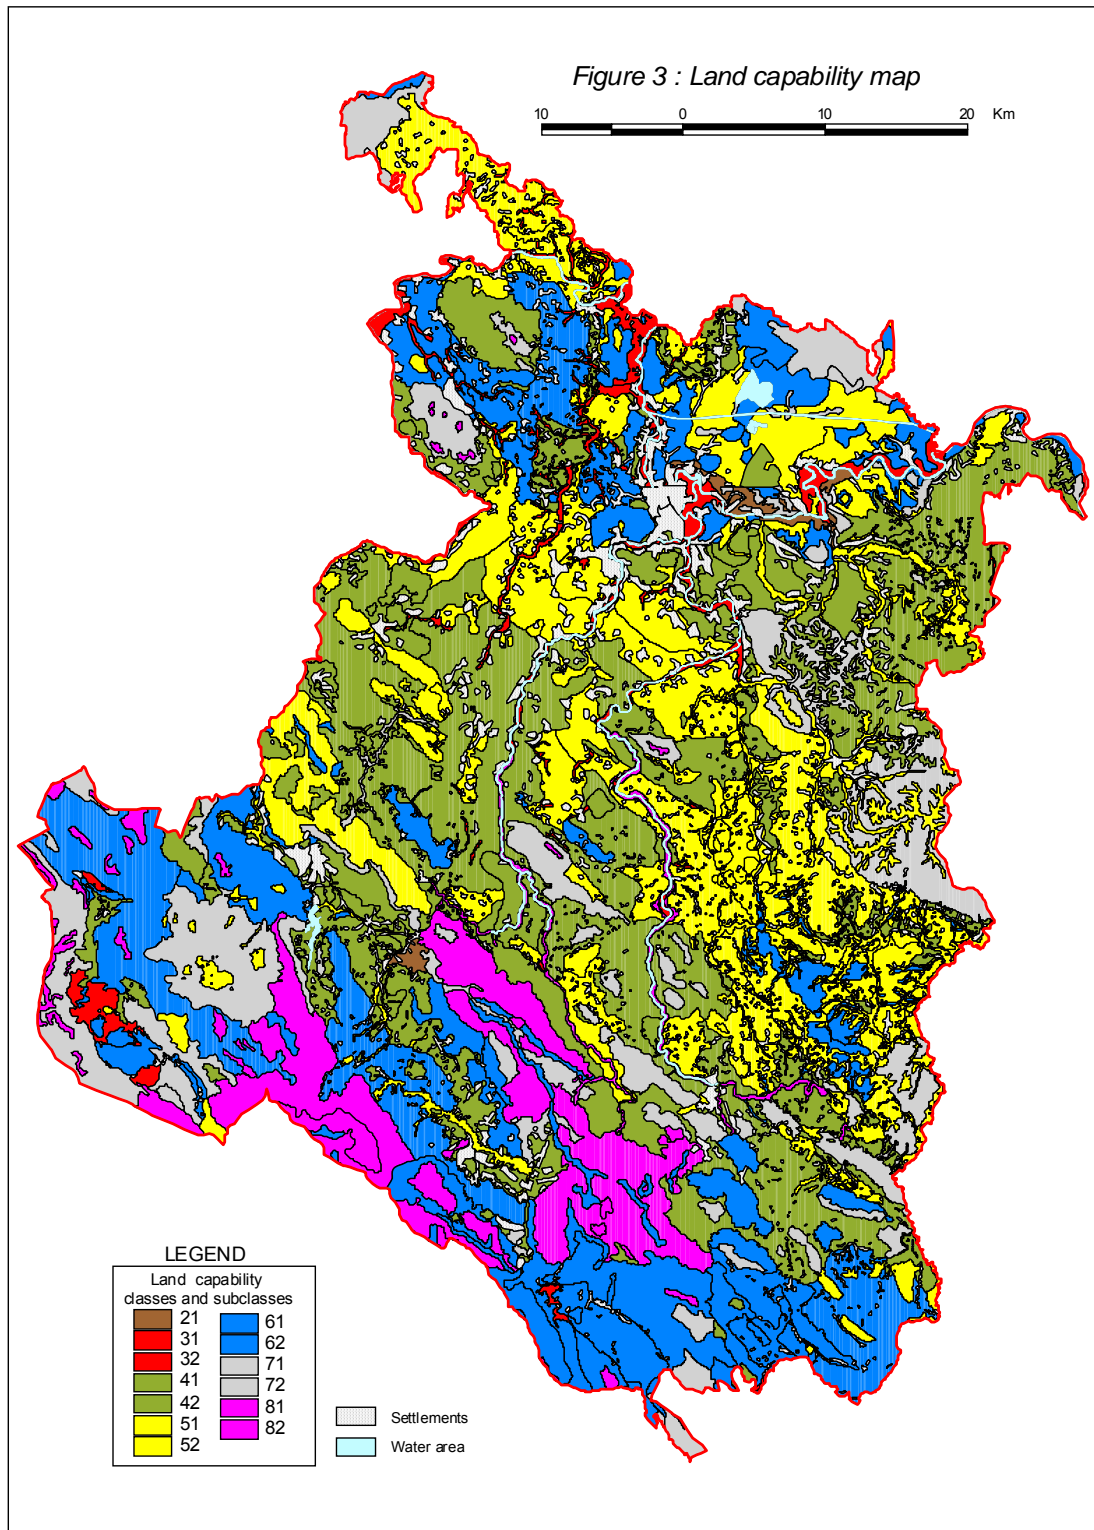 Figure 3 : Land capability map
10 0 10 20 Km
LEGEND
Land capability
classes and subclasses
21 61
31 62
32 71
41 72
42 81
51 82
52
Settlements
Water area